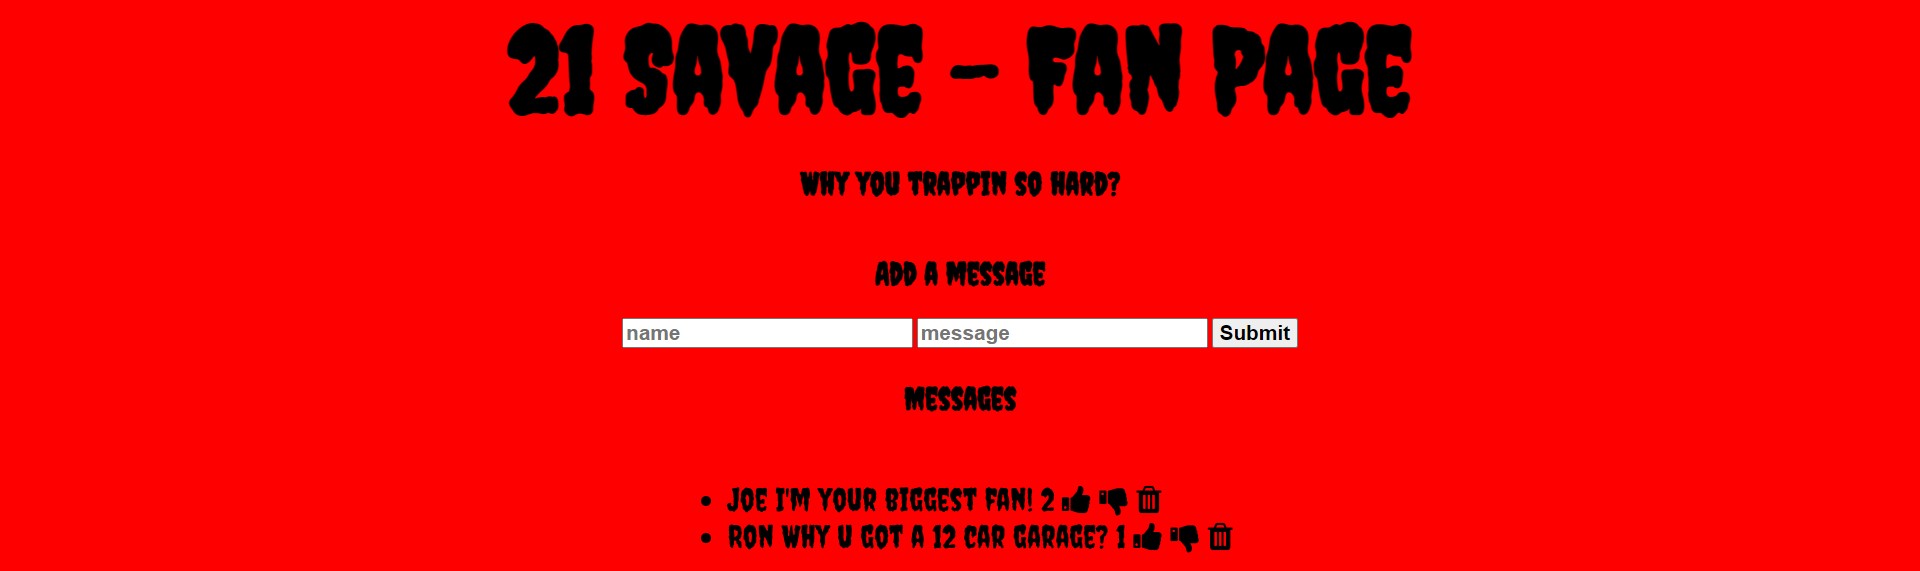 21 SAVAGE - FAN PAGE
WHY YOU TRAPPIN SO HARD?
ADD A MESSAGE
name message Submit
MESSAGES
JOE I'M YOUR BIGGEST FAN! 2
RON WHY U GOT A 12 CAR GARAGE? 1